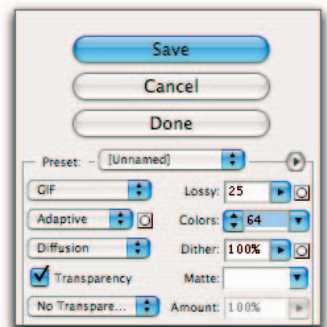 Save
Cancel
Done
Preset: [Unnamed]
GIF Lossy: 25
Adaptive Colors: 64
Diffusion Dither: 100%
Transparency Matte:
No Transpare... Amount: 100%